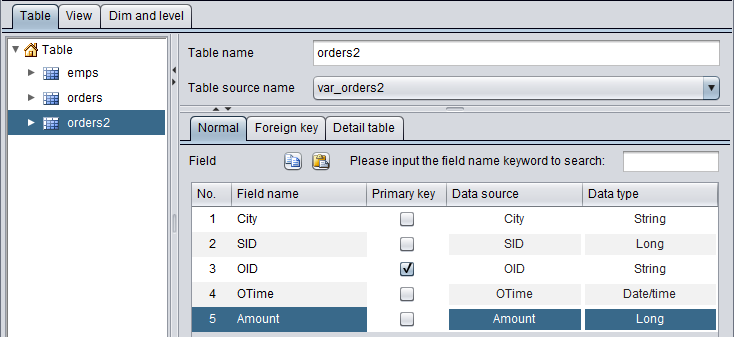 Table View Dim and level
Table
emps
orders
orders2
Table name orders2
Table source name var_orders2
Normal Foreign key Detail table
Field Please input the field name keyword to search:
No. Field name Primary key Data source Data type
1 City City String
2 SID SID Long
3 OID OID String
4 OTime OTime Date/time
5 Amount Amount Long